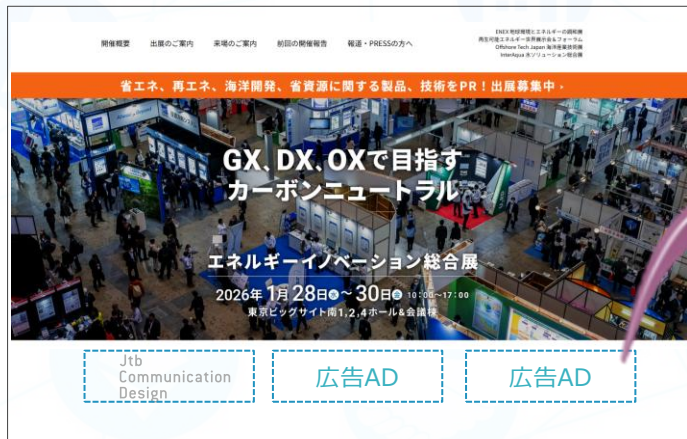 開催概要 出展のご案内 来場のご案内 前回の開催報告 報道・PRESSの方へ
ENEX 地球環境とエネルギーの調和展
再生可能エネルギー世界展示会&フォーラム
Offshore Tech Japan 海洋産業技術展
InterAqua 水ソリューション総合展
省エネ、再エネ、海洋開発、省資源に関する製品、技術をPR!出展募集中 ›
GX、DX、OXで目指す
カーボンニュートラル
エネルギーイノベーション総合展
2026年 1月 28日 水 ~ 30日 金 10:00~17:00
東京ビッグサイト南1,2,4ホール&会議棟
Jtb
Communication
Design
広告AD
広告AD